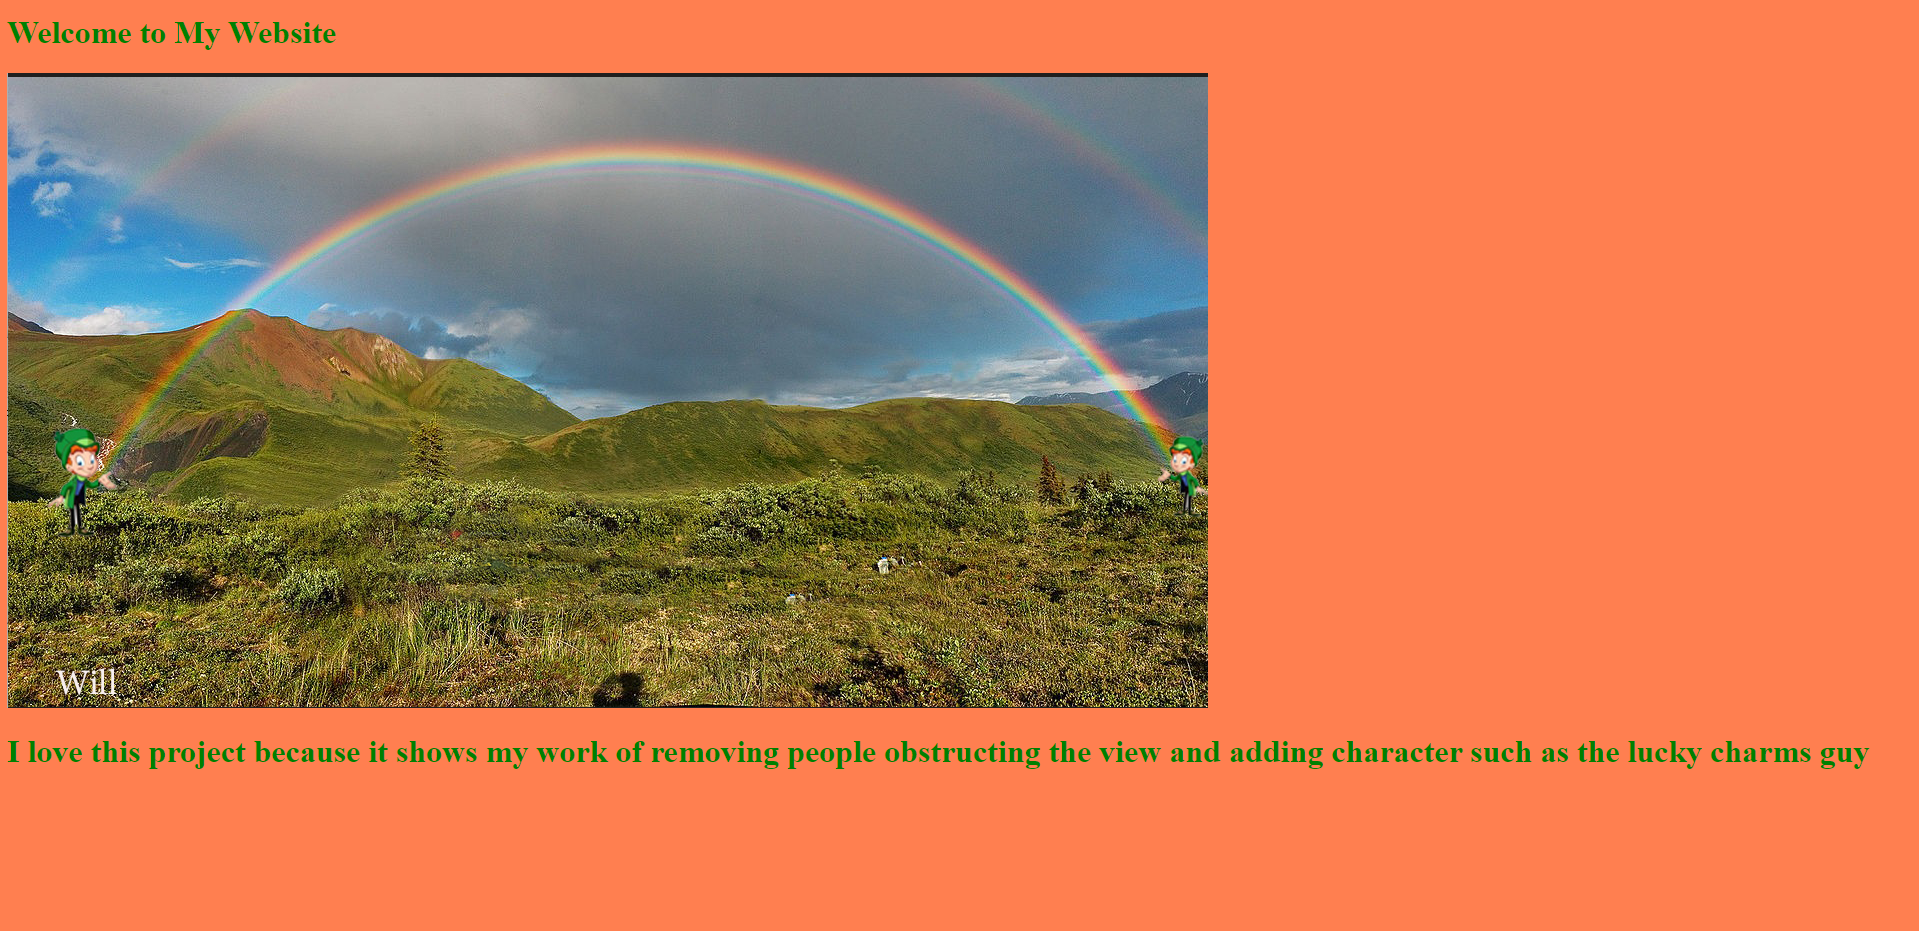 Welcome to My Website
Will
I love this project because it shows my work of removing people obstructing the view and adding character such as the lucky charms guy